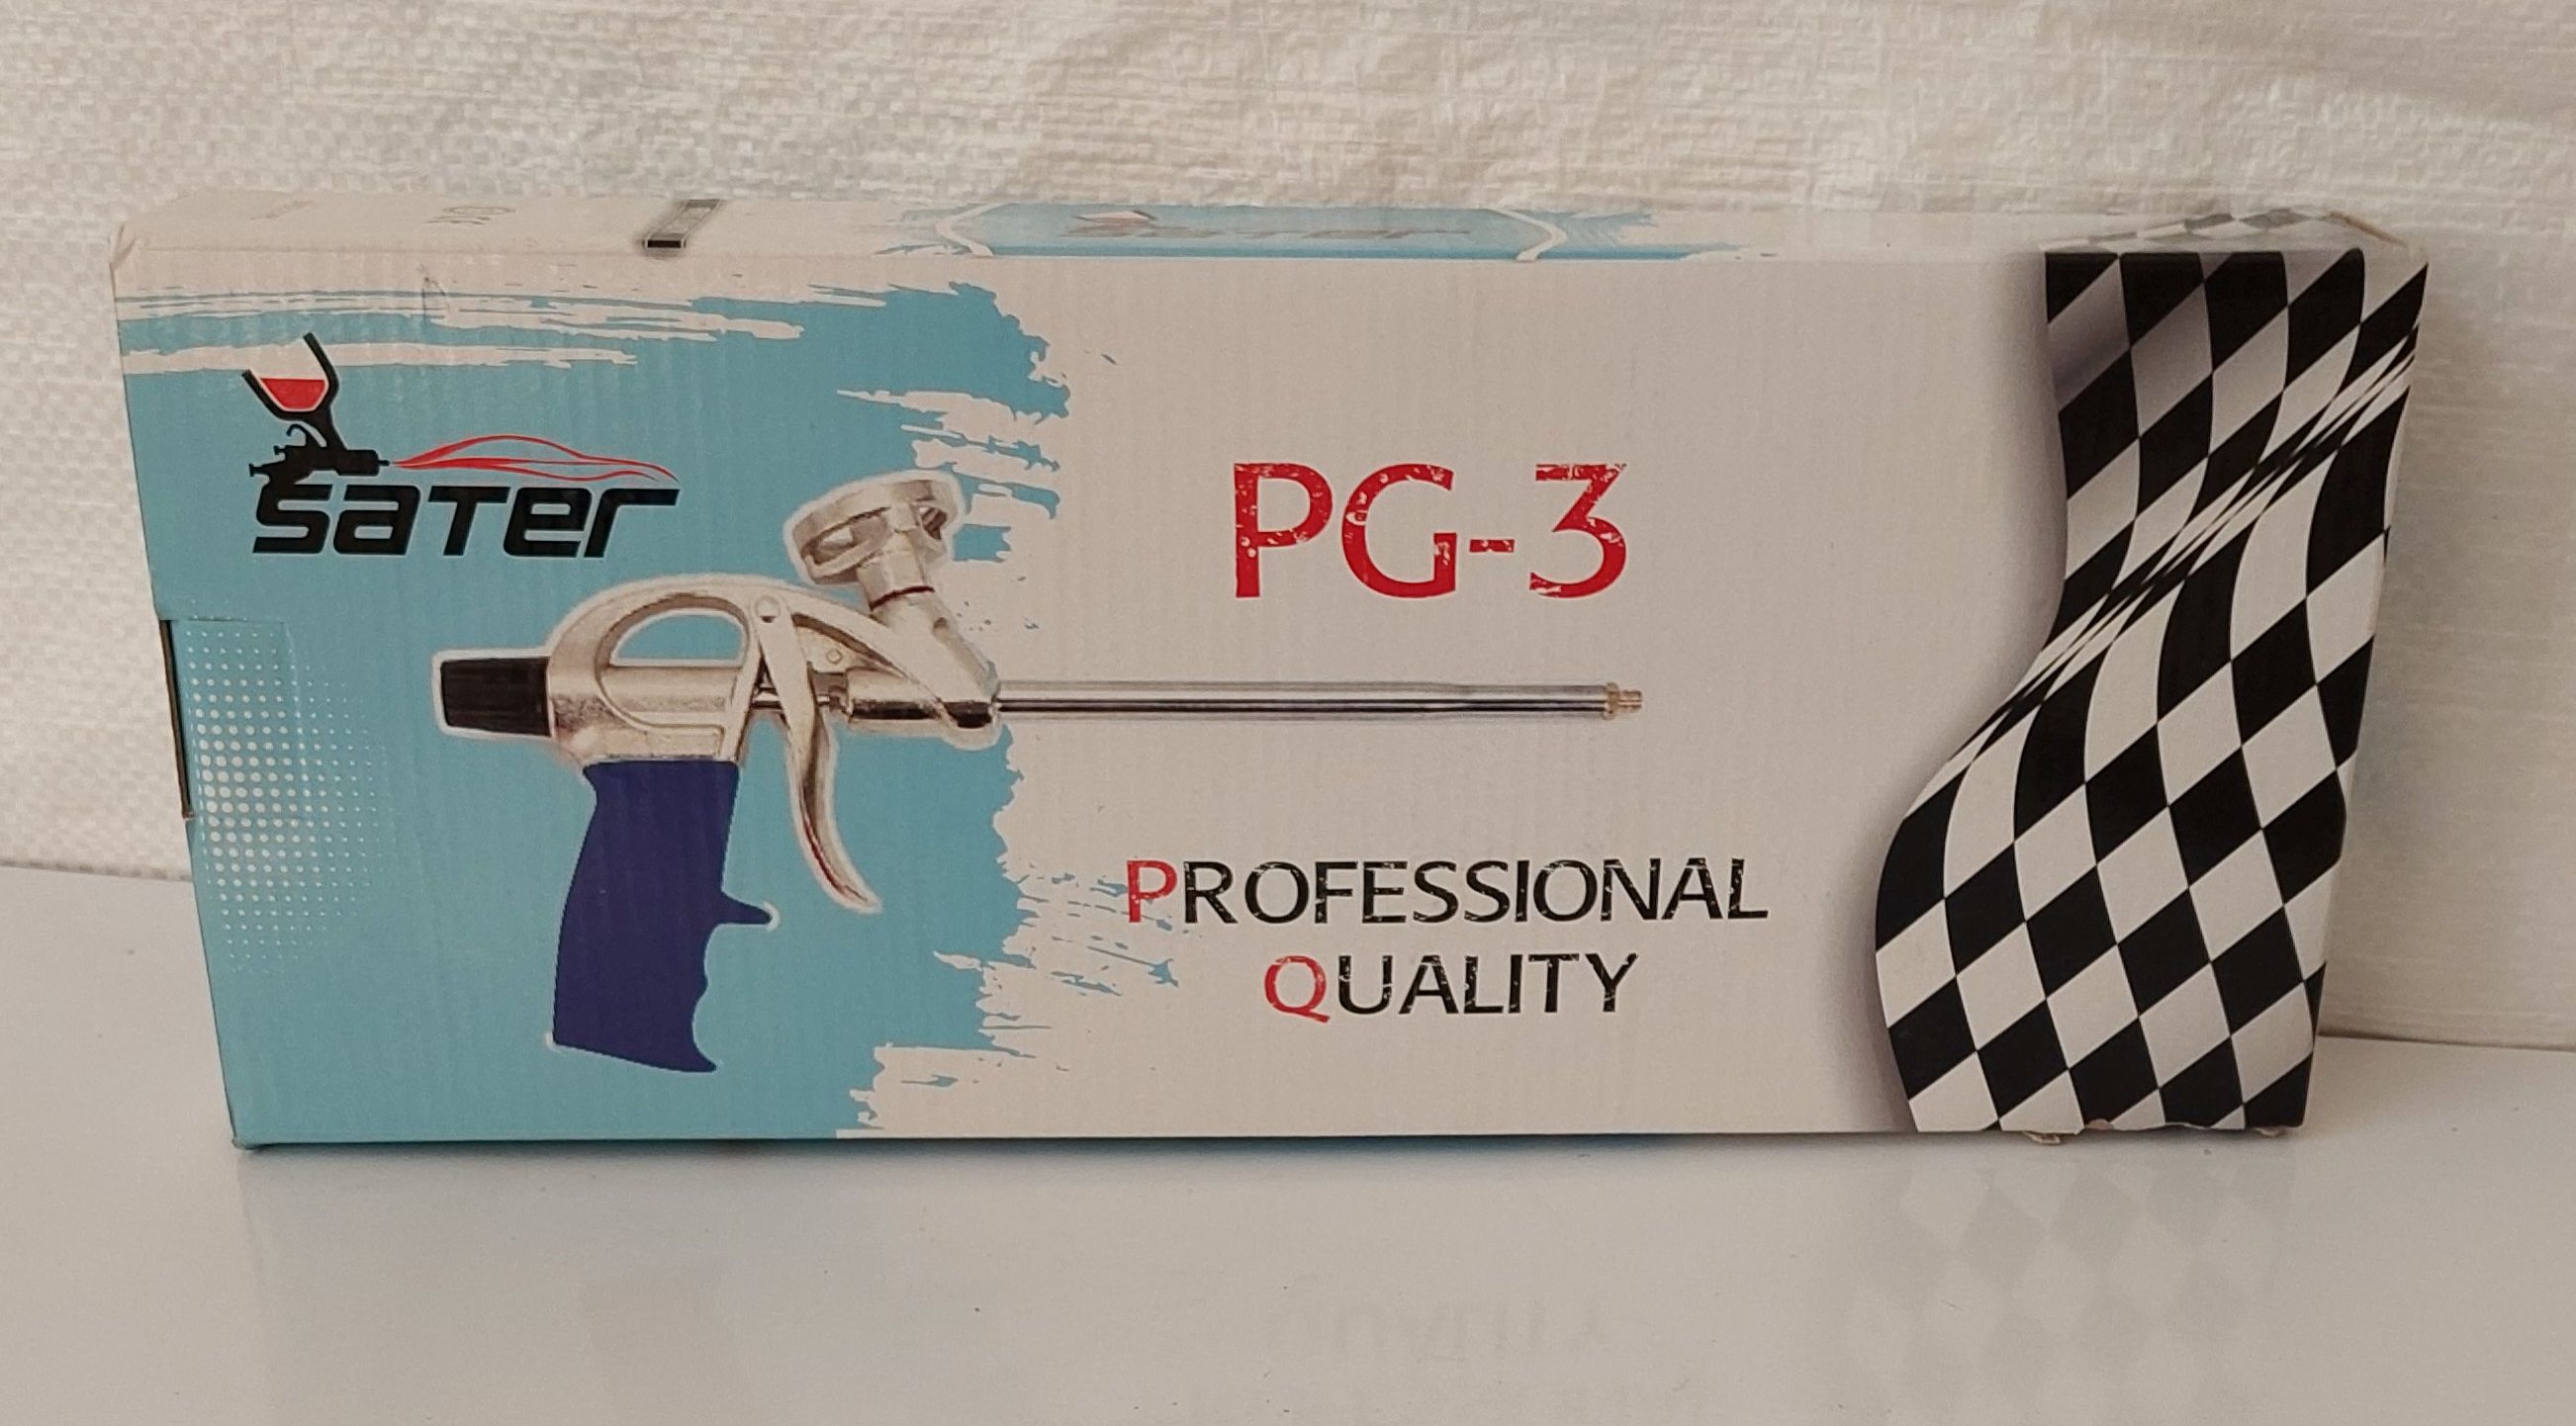 sater
PG-3
PROFESSIONAL
QUALITY